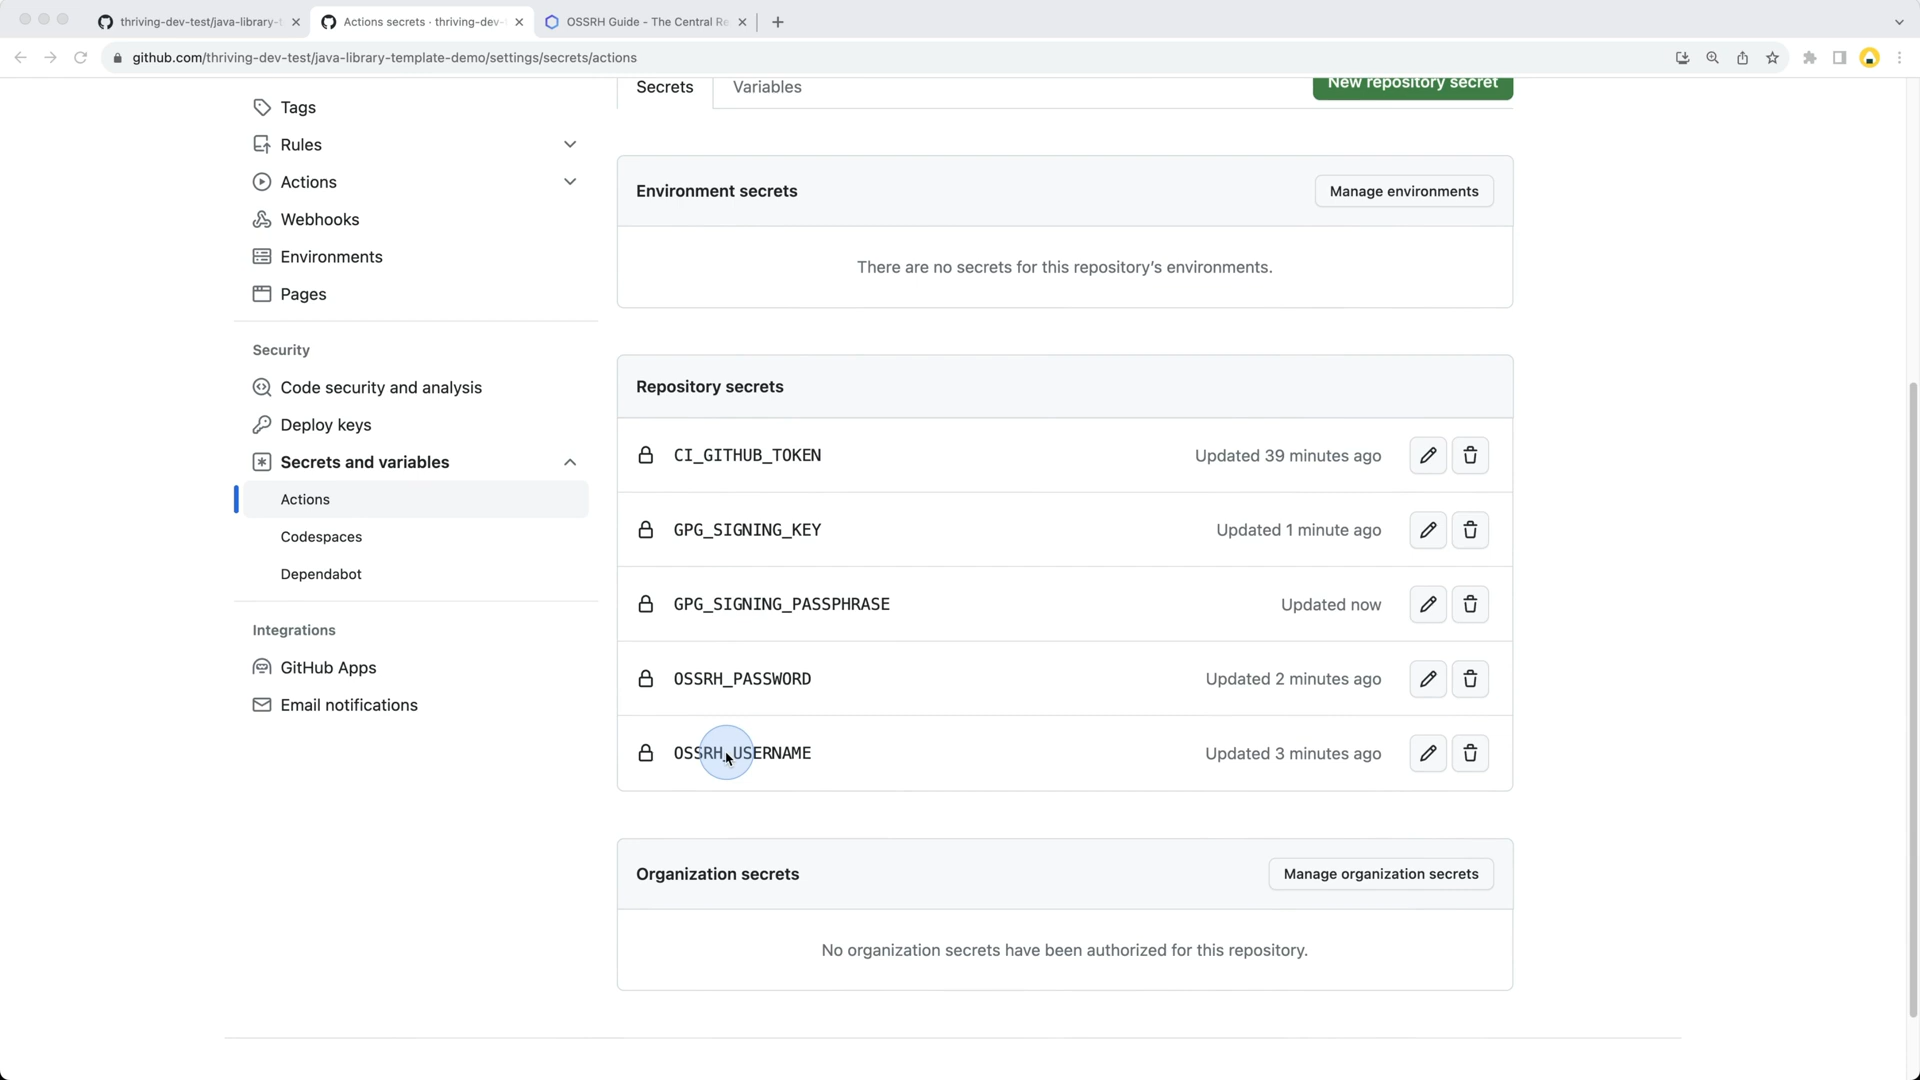 thriving-dev-test/java-library-t
Actions secrets · thriving-dev-
OSSRH Guide - The Central Re
github.com/thriving-dev-test/java-library-template-demo/settings/secrets/actions
Secrets
Variables
New repository secret
Tags
Rules
Actions
Webhooks
Environments
Pages
Security
Code security and analysis
Deploy keys
Secrets and variables
Actions
Codespaces
Dependabot
Integrations
GitHub Apps
Email notifications
Environment secrets
Manage environments
There are no secrets for this repository's environments.
Repository secrets
CI_GITHUB_TOKEN Updated 39 minutes ago
GPG_SIGNING_KEY Updated 1 minute ago
GPG_SIGNING_PASSPHRASE Updated now
OSSRH_PASSWORD Updated 2 minutes ago
OSSRH_USERNAME Updated 3 minutes ago
Organization secrets
Manage organization secrets
No organization secrets have been authorized for this repository.